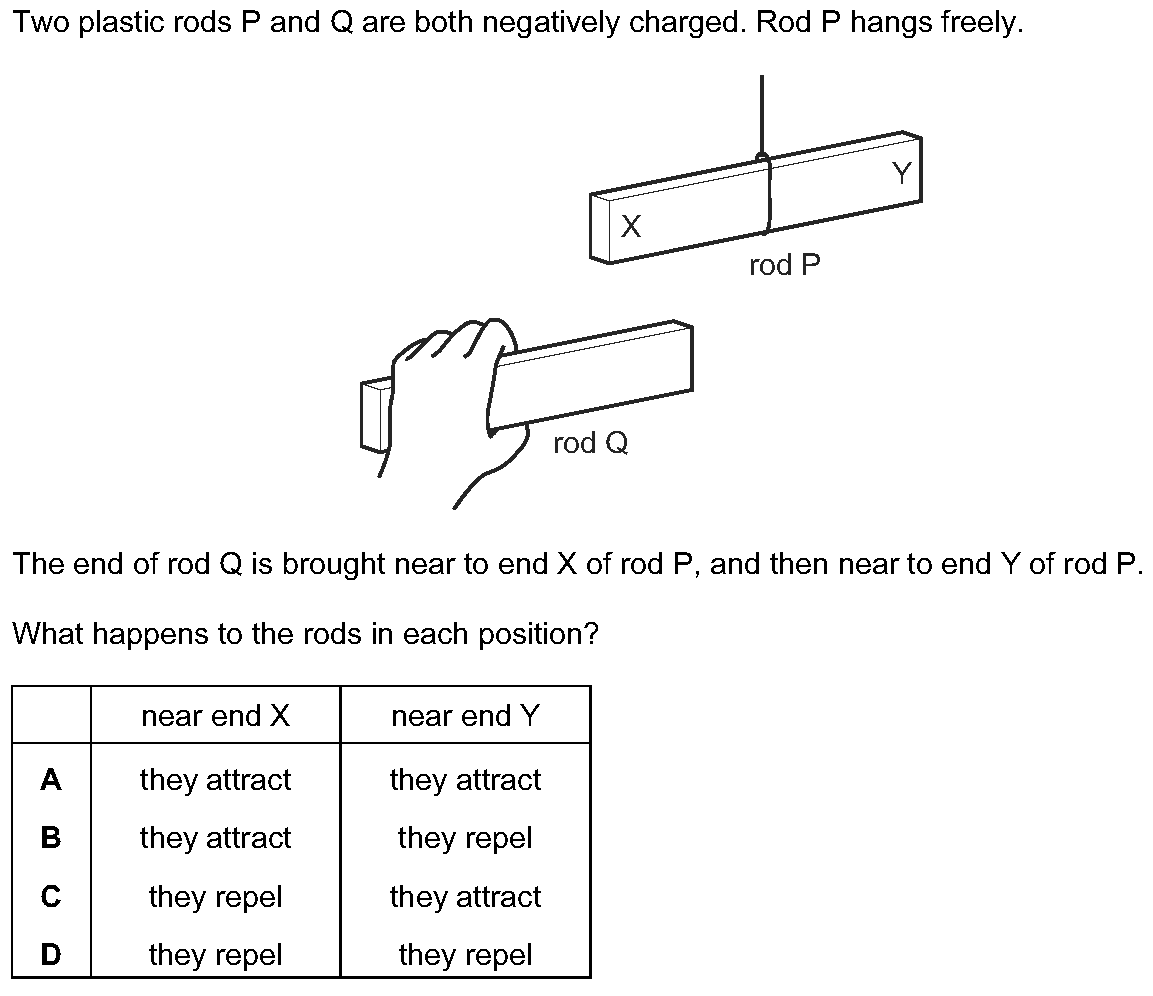 Two plastic rods P and Q are both negatively charged. Rod P hangs freely.
Y
X
rod P
rod Q
The end of rod Q is brought near to end X of rod P, and then near to end Y of rod P.
What happens to the rods in each position?
near end X near end Y
A they attract they attract
B they attract they repel
C they repel they attract
D they repel they repel